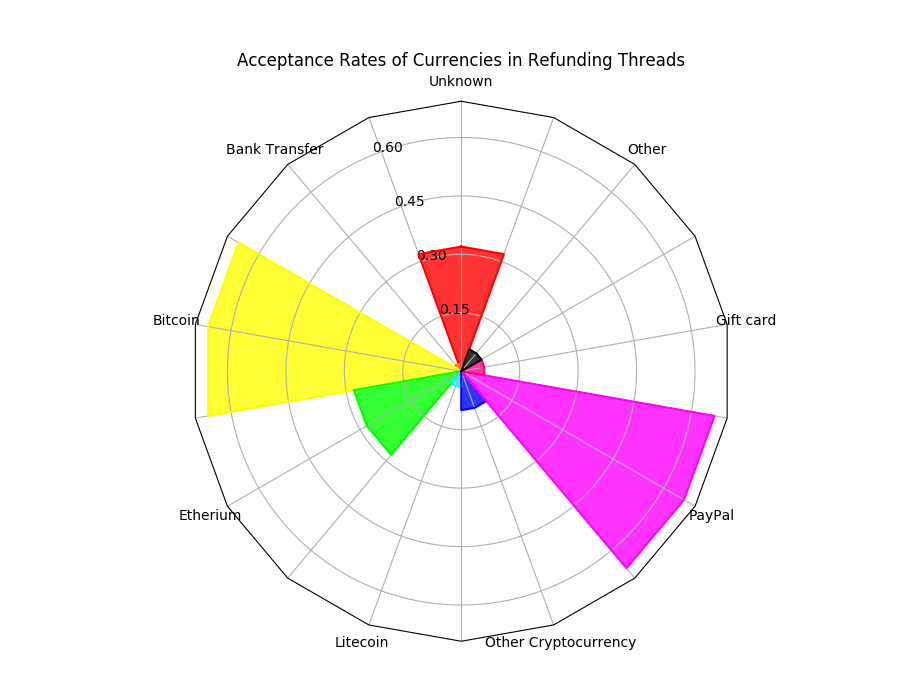 Acceptance Rates of Currencies in Refunding Threads
Unknown
Bank Transfer
0.60
Other
0.45
0.30
0.15
Bitcoin
Gift card
Etherium
PayPal
Litecoin
Other Cryptocurrency